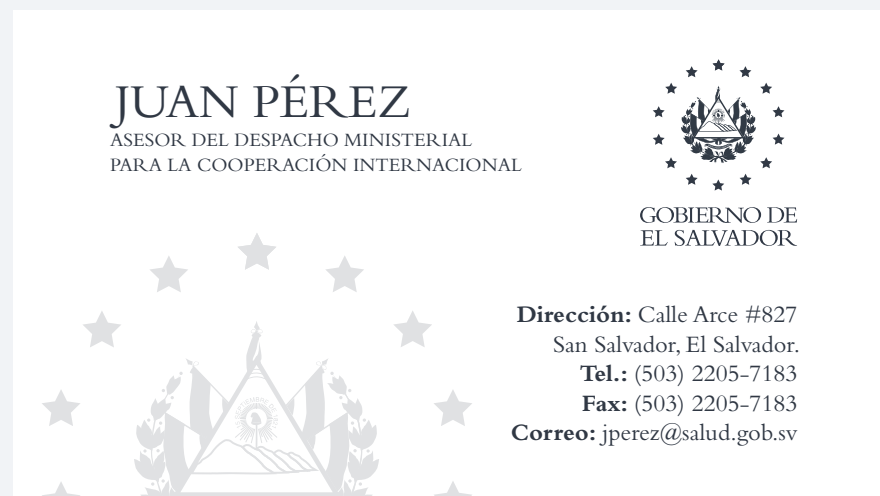 JUAN PÉREZ
ASESOR DEL DESPACHO MINISTERIAL
PARA LA COOPERACIÓN INTERNACIONAL
GOBIERNO DE
EL SALVADOR
Dirección: Calle Arce #827
San Salvador, El Salvador.
Tel.: (503) 2205-7183
Fax: (503) 2205-7183
Correo: jperez@salud.gob.sv